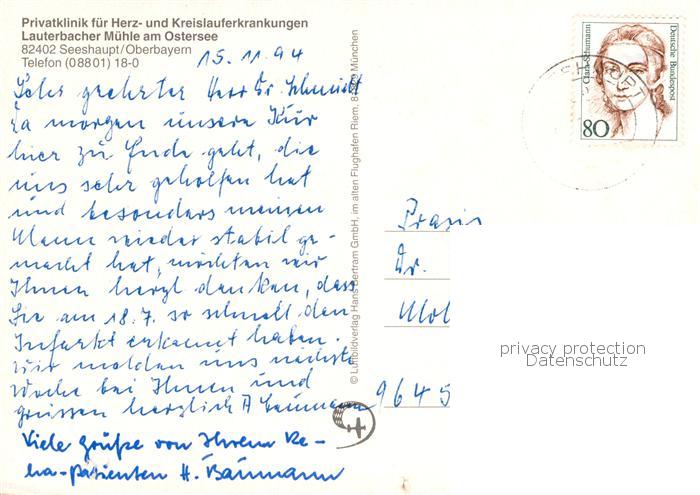 Privatklinik für Herz- und Kreislauferkrankungen
Lauterbacher Mühle am Ostersee
82402 Seeshaupt/Oberbayern
Telefon (08801) 18-0
15.11.94
Sehr geehrter Herr Dr. Schmidt
Da morgen unsere Kur
hier zu Ende geht, die
uns sehr geholfen hat
und besonders meinen
Mann wieder stabil ge-
macht hat, möchten wir
Ihnen herzl danken, dass
Sie am 18.7. so schnell den
Infarkt erkannt haben.
Wir melden uns nächste
Woche bei Ihnen und
grüssen herzlich A Baumann
Viele Grüße von Ihrem Re-
ha-Patienten H. Baumann
© Luftbildverlag Hans Bertram GmbH, im alten Flughafen Riem, München
Clara Schumann
Deutsche Bundespost
80
Praxis
Dr.
9645
privacy protection
Datenschutz